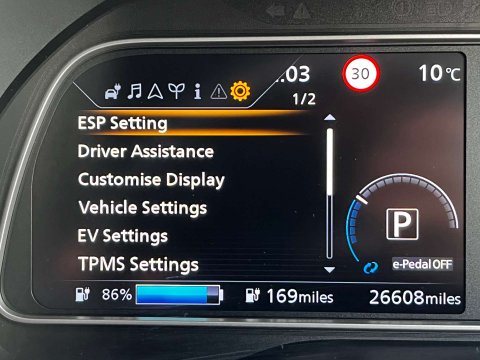 :03
30
10°C
1/2
ESP Setting
Driver Assistance
Customise Display
Vehicle Settings
EV Settings
TPMS Settings
P
e-Pedal OFF
86%
169miles
26608miles